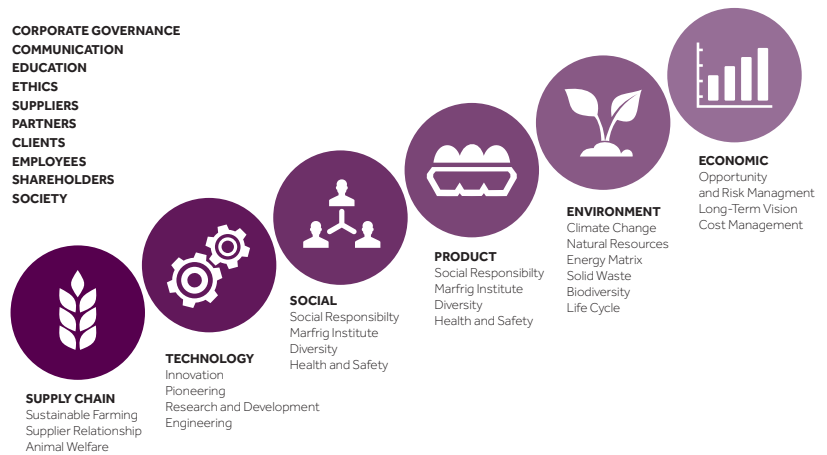 CORPORATE GOVERNANCE
COMMUNICATION
EDUCATION
ETHICS
SUPPLIERS
PARTNERS
CLIENTS
EMPLOYEES
SHAREHOLDERS
SOCIETY
SUPPLY CHAIN
Sustainable Farming
Supplier Relationship
Animal Welfare
TECHNOLOGY
Innovation
Pioneering
Research and Development
Engineering
SOCIAL
Social Responsibilty
Marfrig Institute
Diversity
Health and Safety
PRODUCT
Social Responsibilty
Marfrig Institute
Diversity
Health and Safety
ENVIRONMENT
Climate Change
Natural Resources
Energy Matrix
Solid Waste
Biodiversity
Life Cycle
ECONOMIC
Opportunity
and Risk Managment
Long-Term Vision
Cost Management